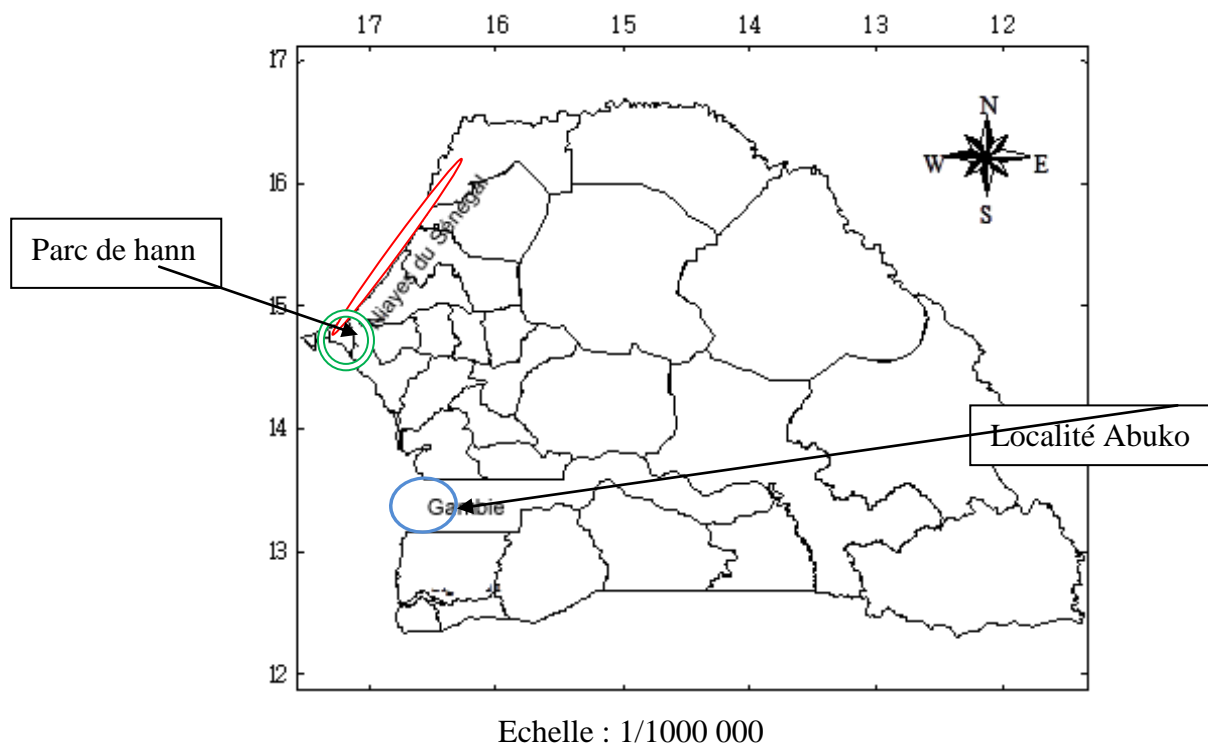 17 16 15 14 13 12
17
N
W E
S
16
Niayes du Sénégal
Parc de hann
15
14
Localité Abuko
Gambie
13
12
Echelle : 1/1000 000